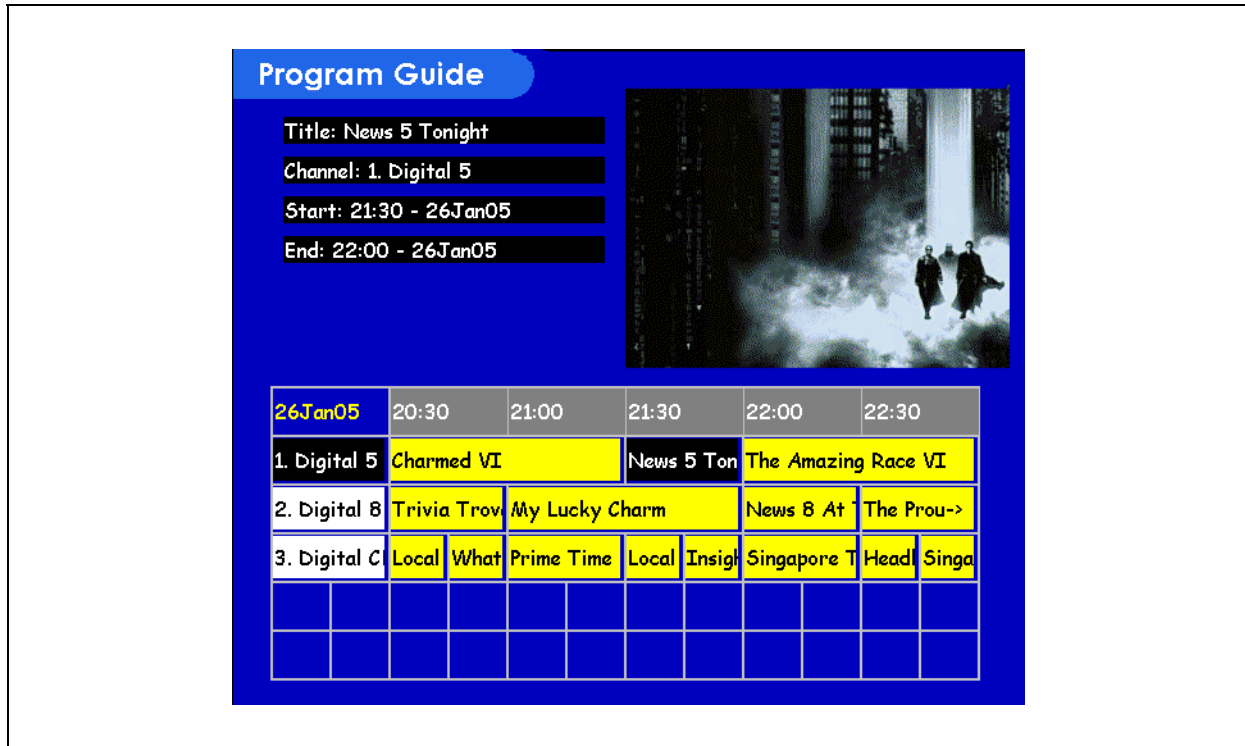 Program Guide
Title: News 5 Tonight
Channel: 1. Digital 5
Start: 21:30 - 26Jan05
End: 22:00 - 26Jan05
26Jan05 20:30 21:00 21:30 22:00 22:30
1. Digital 5 Charmed VI News 5 Ton The Amazing Race VI
2. Digital 8 Trivia Trov My Lucky Charm News 8 At The Prou->
3. Digital Local What Prime Time Local Insig Singapore T Headl Singa